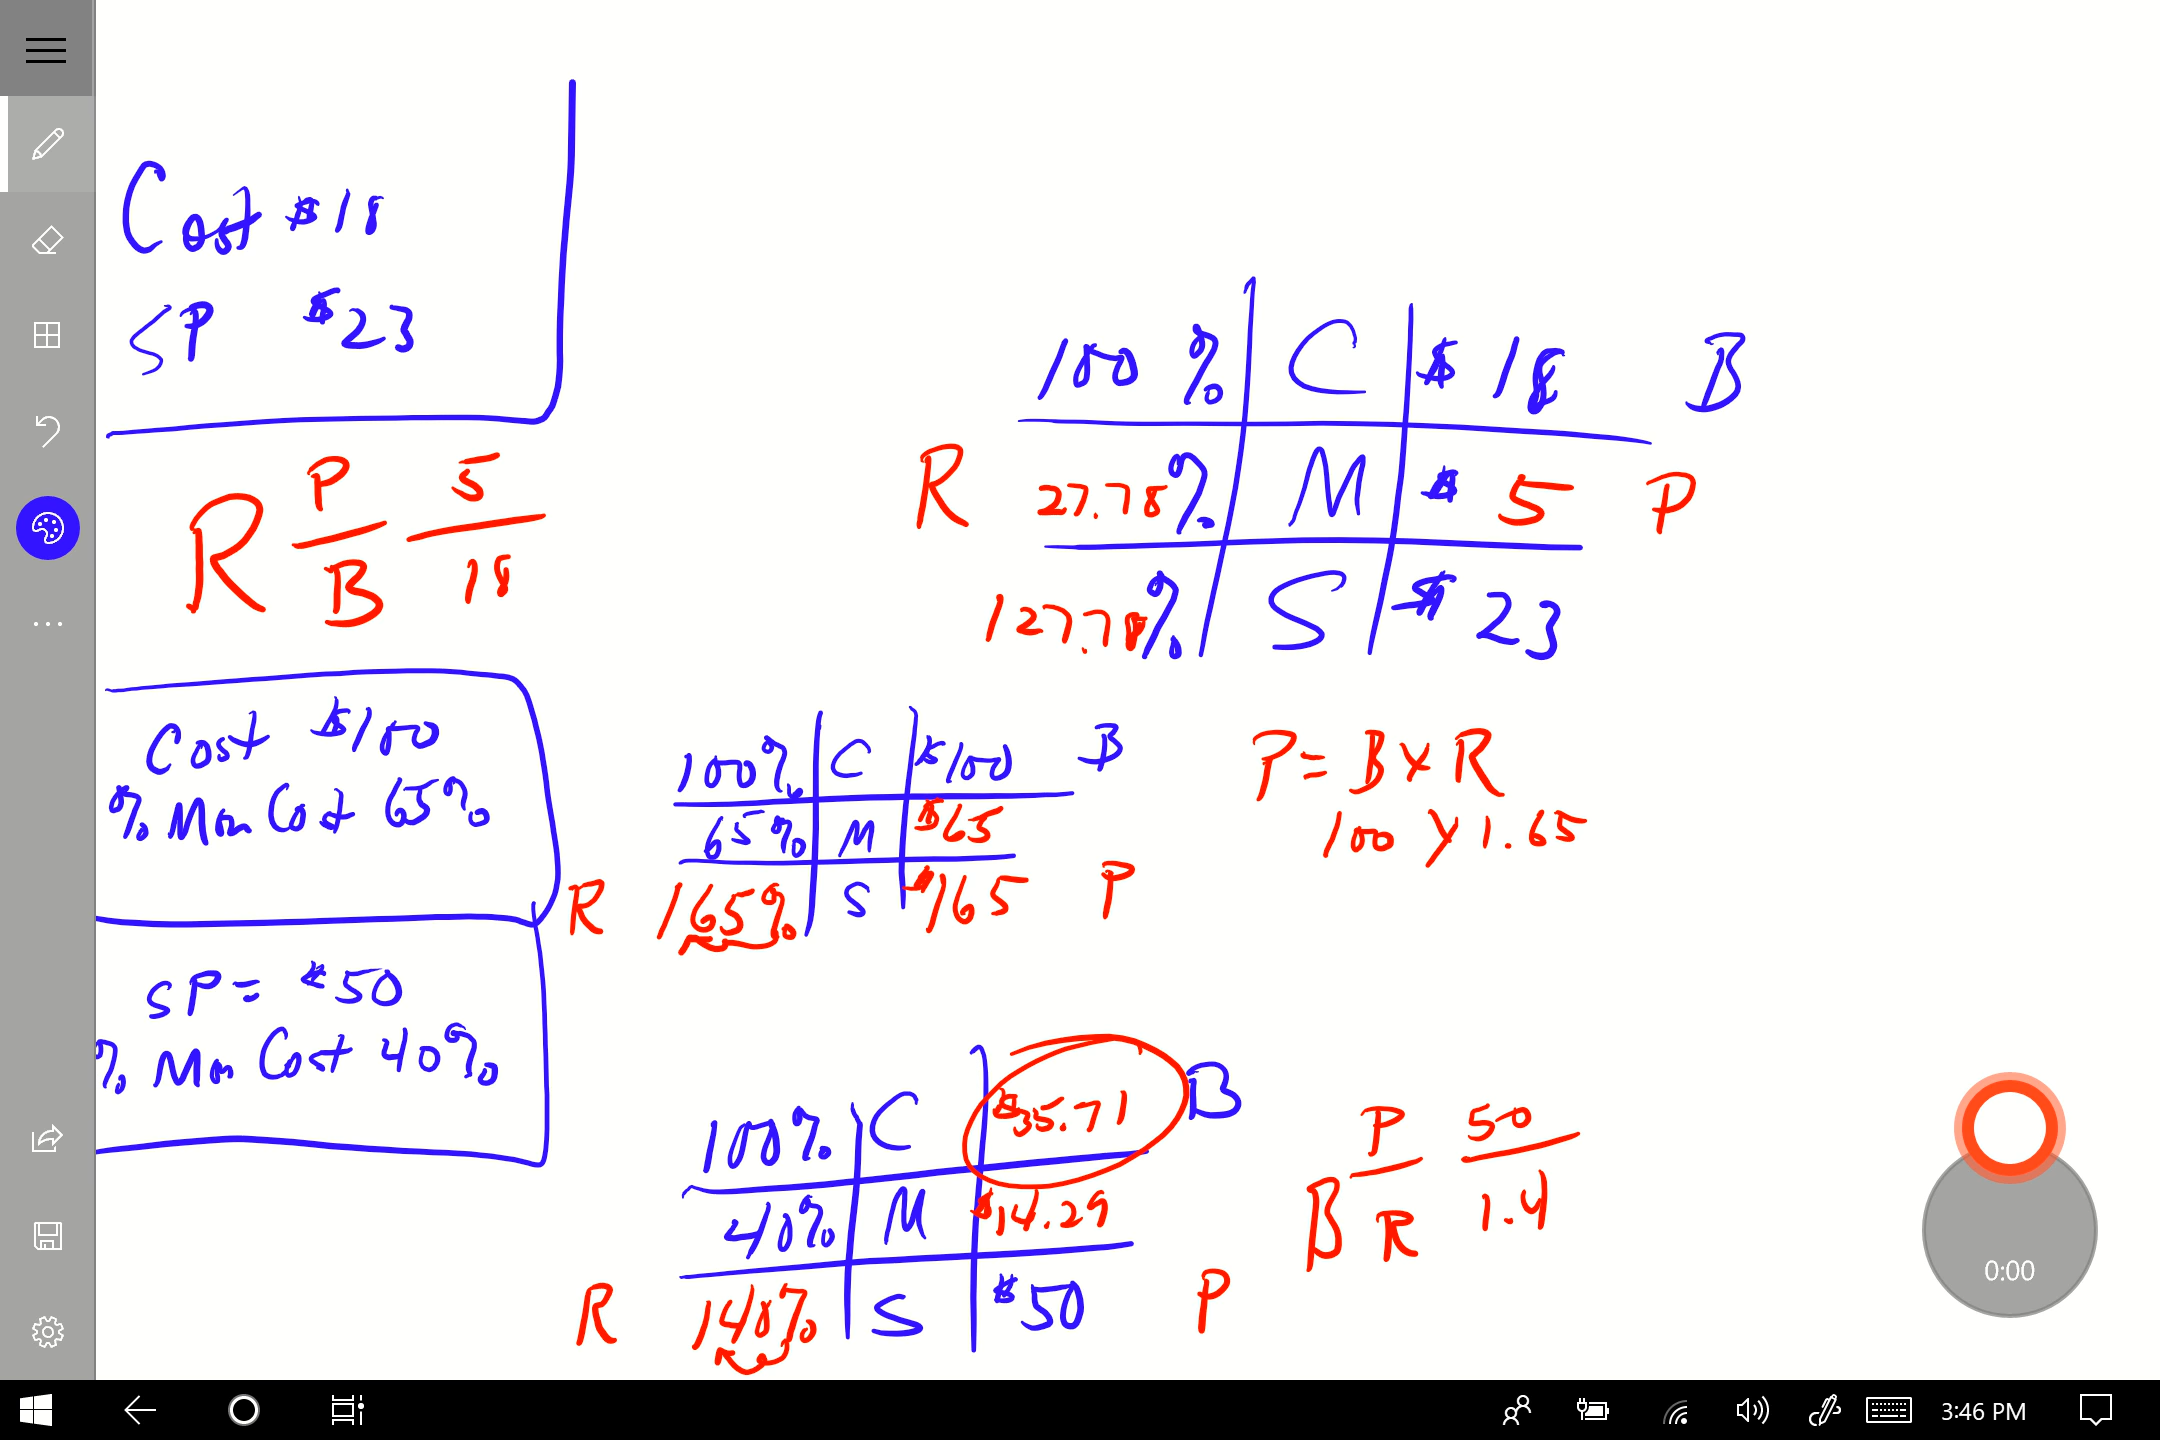 Cost $18
SP $23
R P/B 5/18
100% C $18 B
R 27.78% M $5 P
127.78% S $23
Cost $100
% M on Cost 65%
100% C $100 B
65% M $65
R 165% S $165 P
P = B x R
100 x 1.65
SP = $50
% M on Cost 40%
100% C $35.71 B
40% M $14.29
R 140% S $50 P
B P/R 50/1.4
0:00
3:46 PM